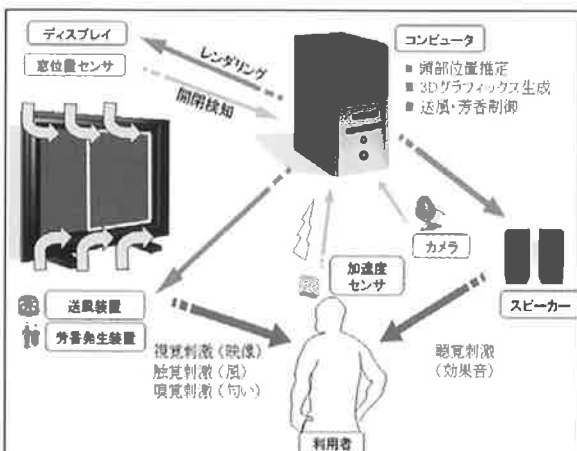 ディスプレイ
窓位置センサ
レンダリング
開閉検知
コンピュータ
■ 頭部位置推定
■ 3Dグラフィックス生成
■ 送風・芳香制御
カメラ
加速度
センサ
スピーカー
送風装置
芳香発生装置
視覚刺激(映像)
触覚刺激(風)
嗅覚刺激(匂い)
聴覚刺激
(効果音)
利用者